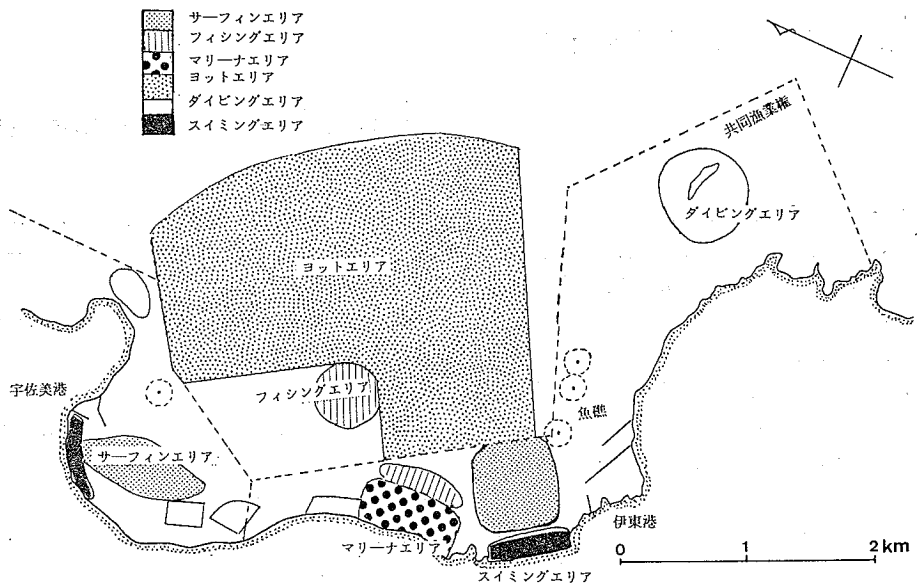 サーフィンエリア
フィシングエリア
マリーナエリア
ヨットエリア
ダイビングエリア
スイミングエリア
共同漁業権
ダイビングエリア
ヨットエリア
宇佐美港
フィシングエリア
魚礁
サーフィンエリア
伊東港
マリーナエリア
スイミングエリア
0 1 2km